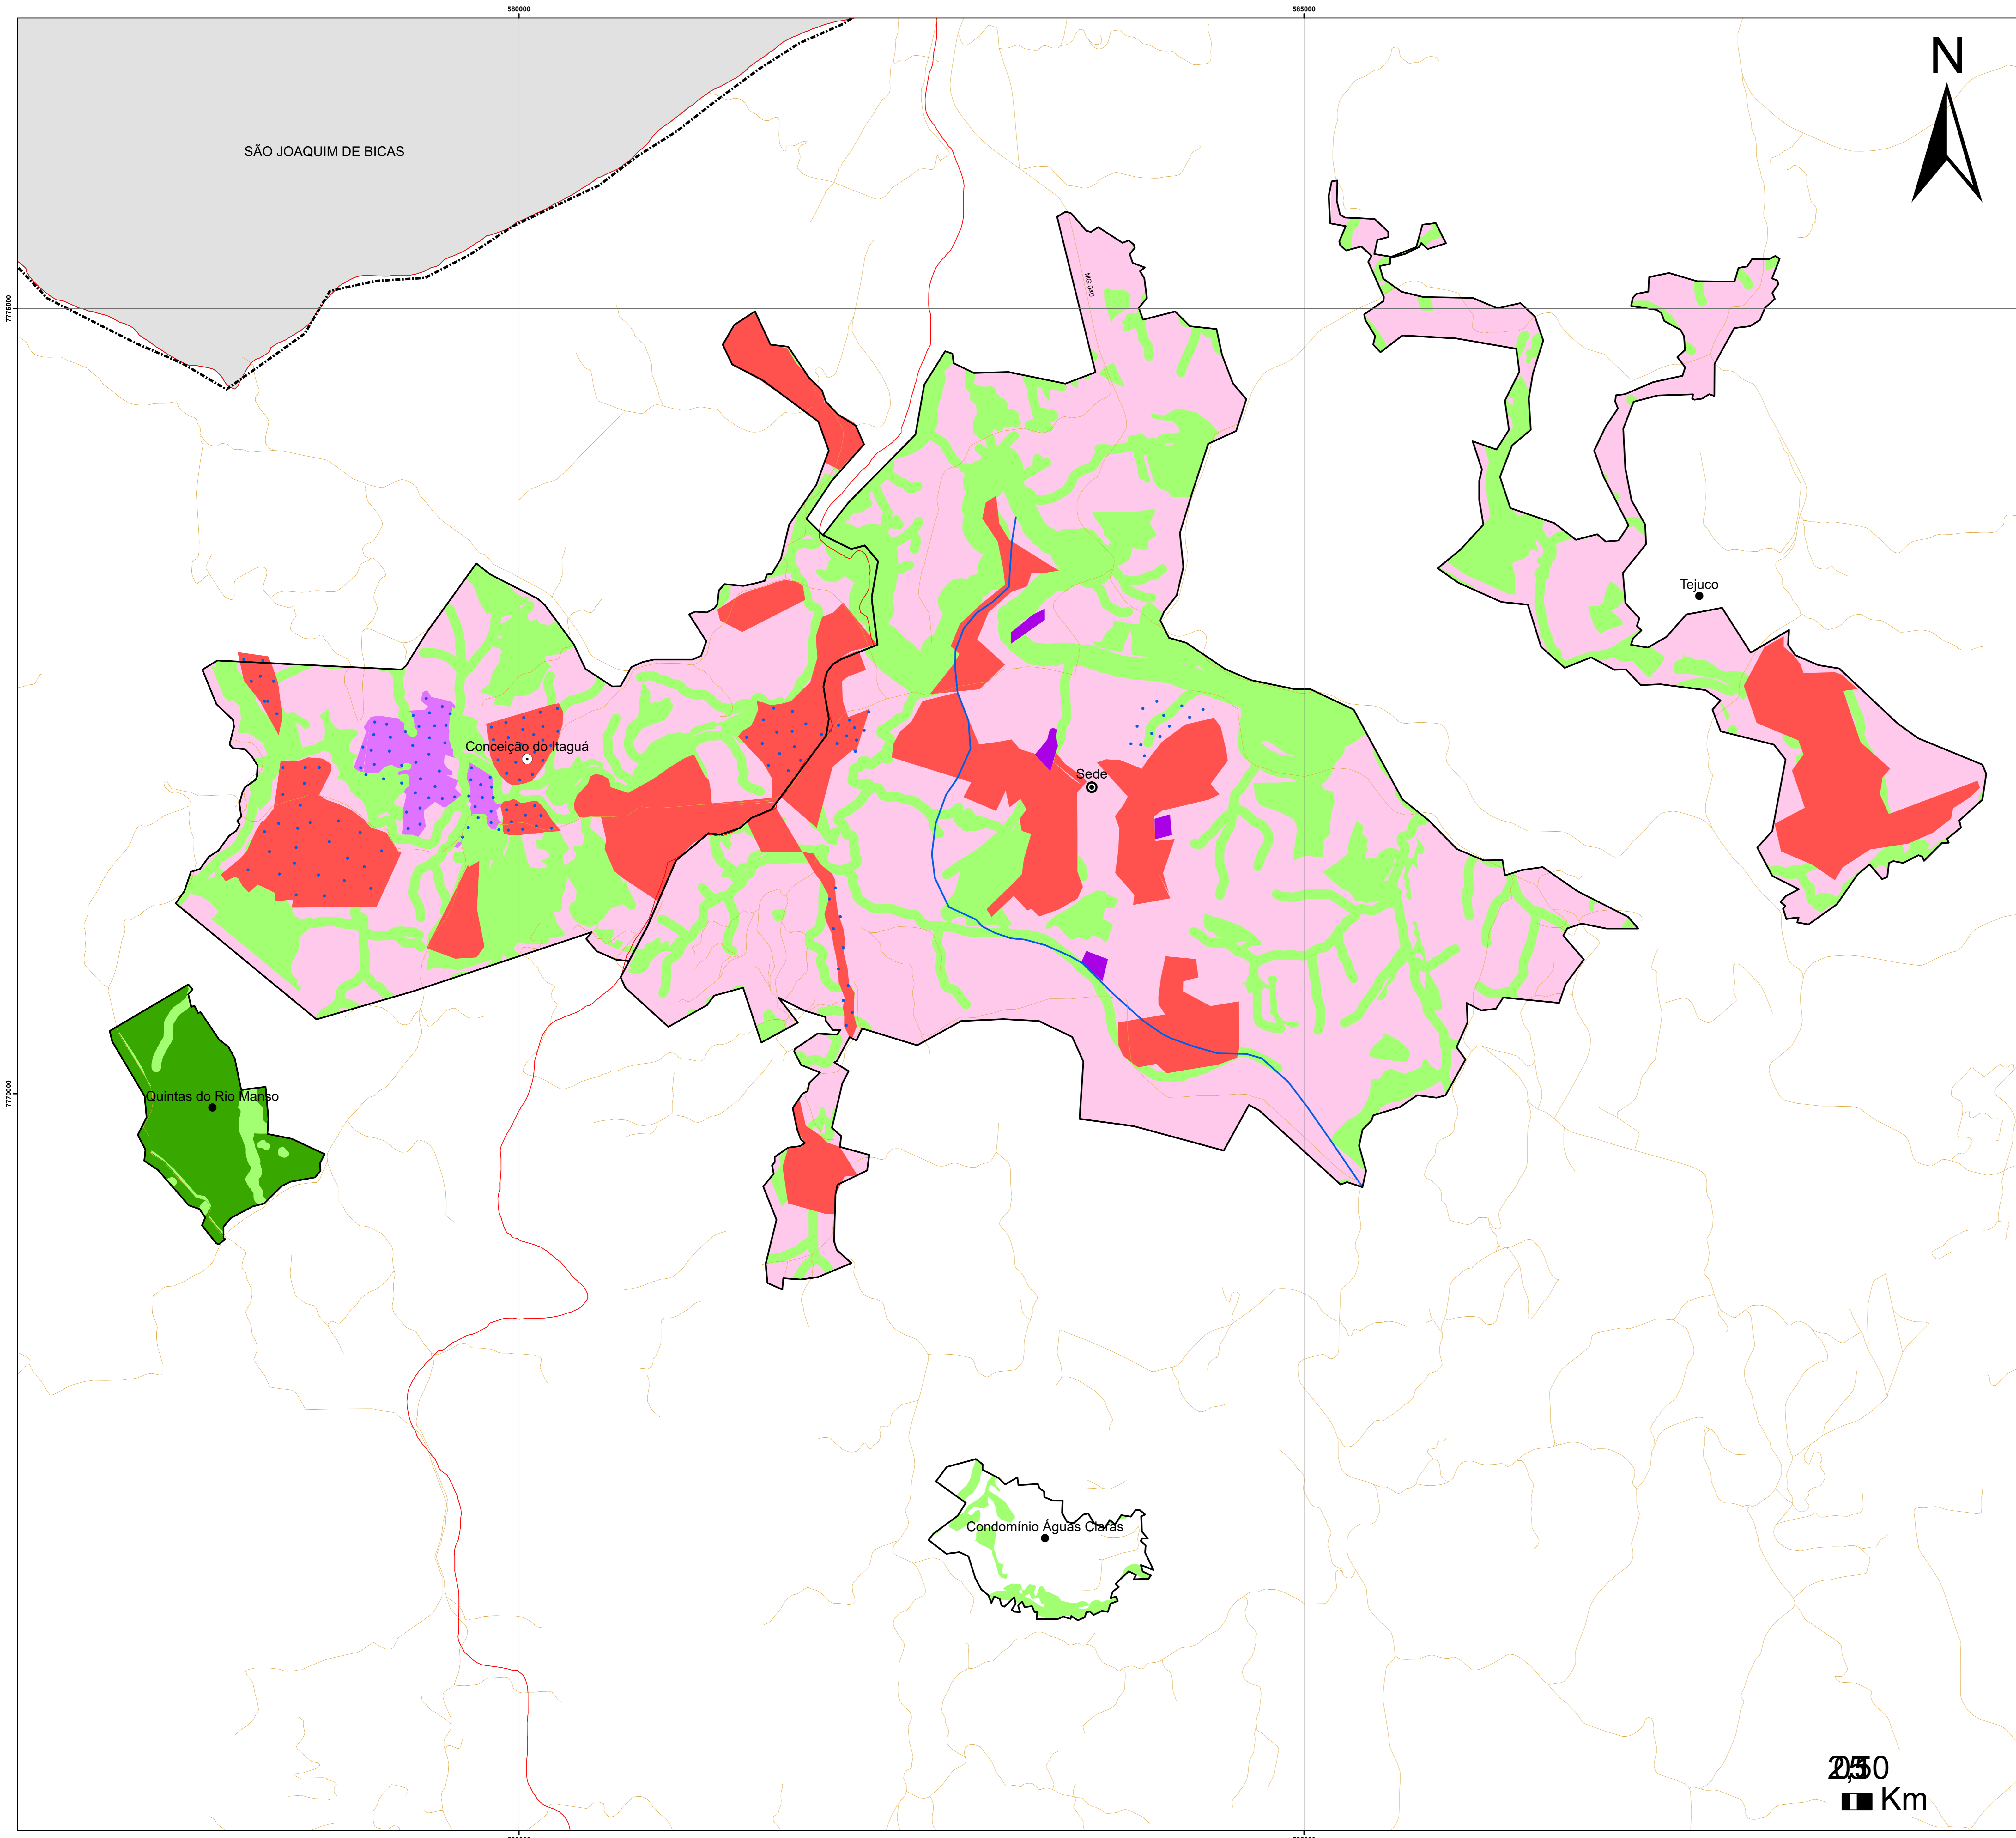 580000
585000
N
SÃO JOAQUIM DE BICAS
MG 040
7775000
Tejuco
Conceição do Itaguá
Sede
7770000
Quintas do Rio Manso
Condomínio Águas Claras
Km